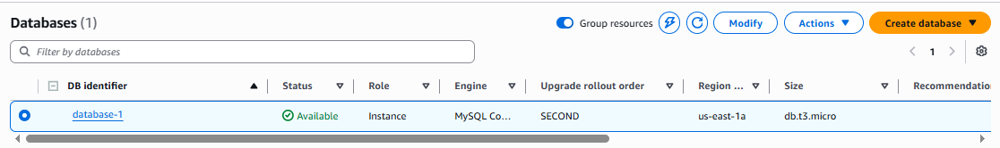 Databases (1)
Group resources
Modify
Actions
Create database
Filter by databases
1
DB identifier Status Role Engine Upgrade rollout order Region ... Size Recommendatio
database-1 Available Instance MySQL Co... SECOND us-east-1a db.t3.micro